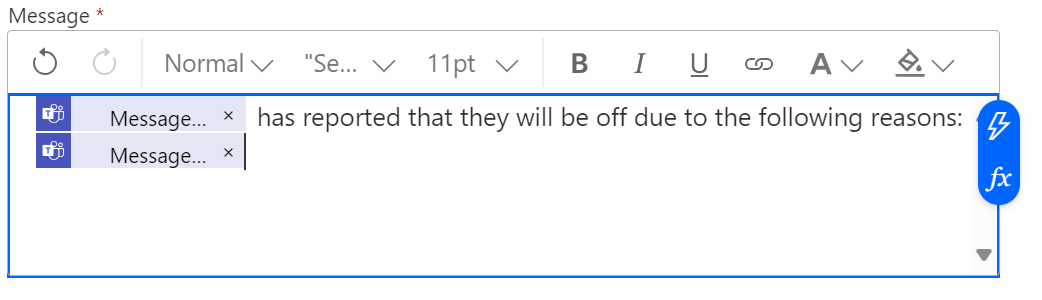 Message *
Normal "Se... 11pt B I U A
Message... × has reported that they will be off due to the following reasons:
Message... ×
fx